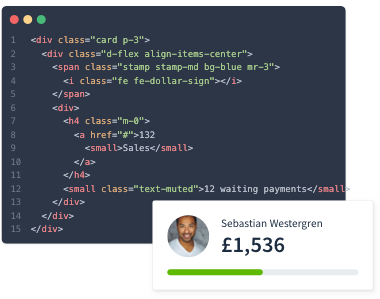 1 <div class="card p-3">
2 <div class="d-flex align-items-center">
3 <span class="stamp stamp-md bg-blue mr-3">
4 <i class="fe fe-dollar-sign"></i>
5 </span>
6 <div>
7 <h4 class="m-0">
8 <a href="#">132
9 <small>Sales</small>
10 </a>
11 </h4>
12 <small class="text-muted">12 waiting payments</small>
13 </div>
14 </div>
15 </div>
Sebastian Westergren
£1,536